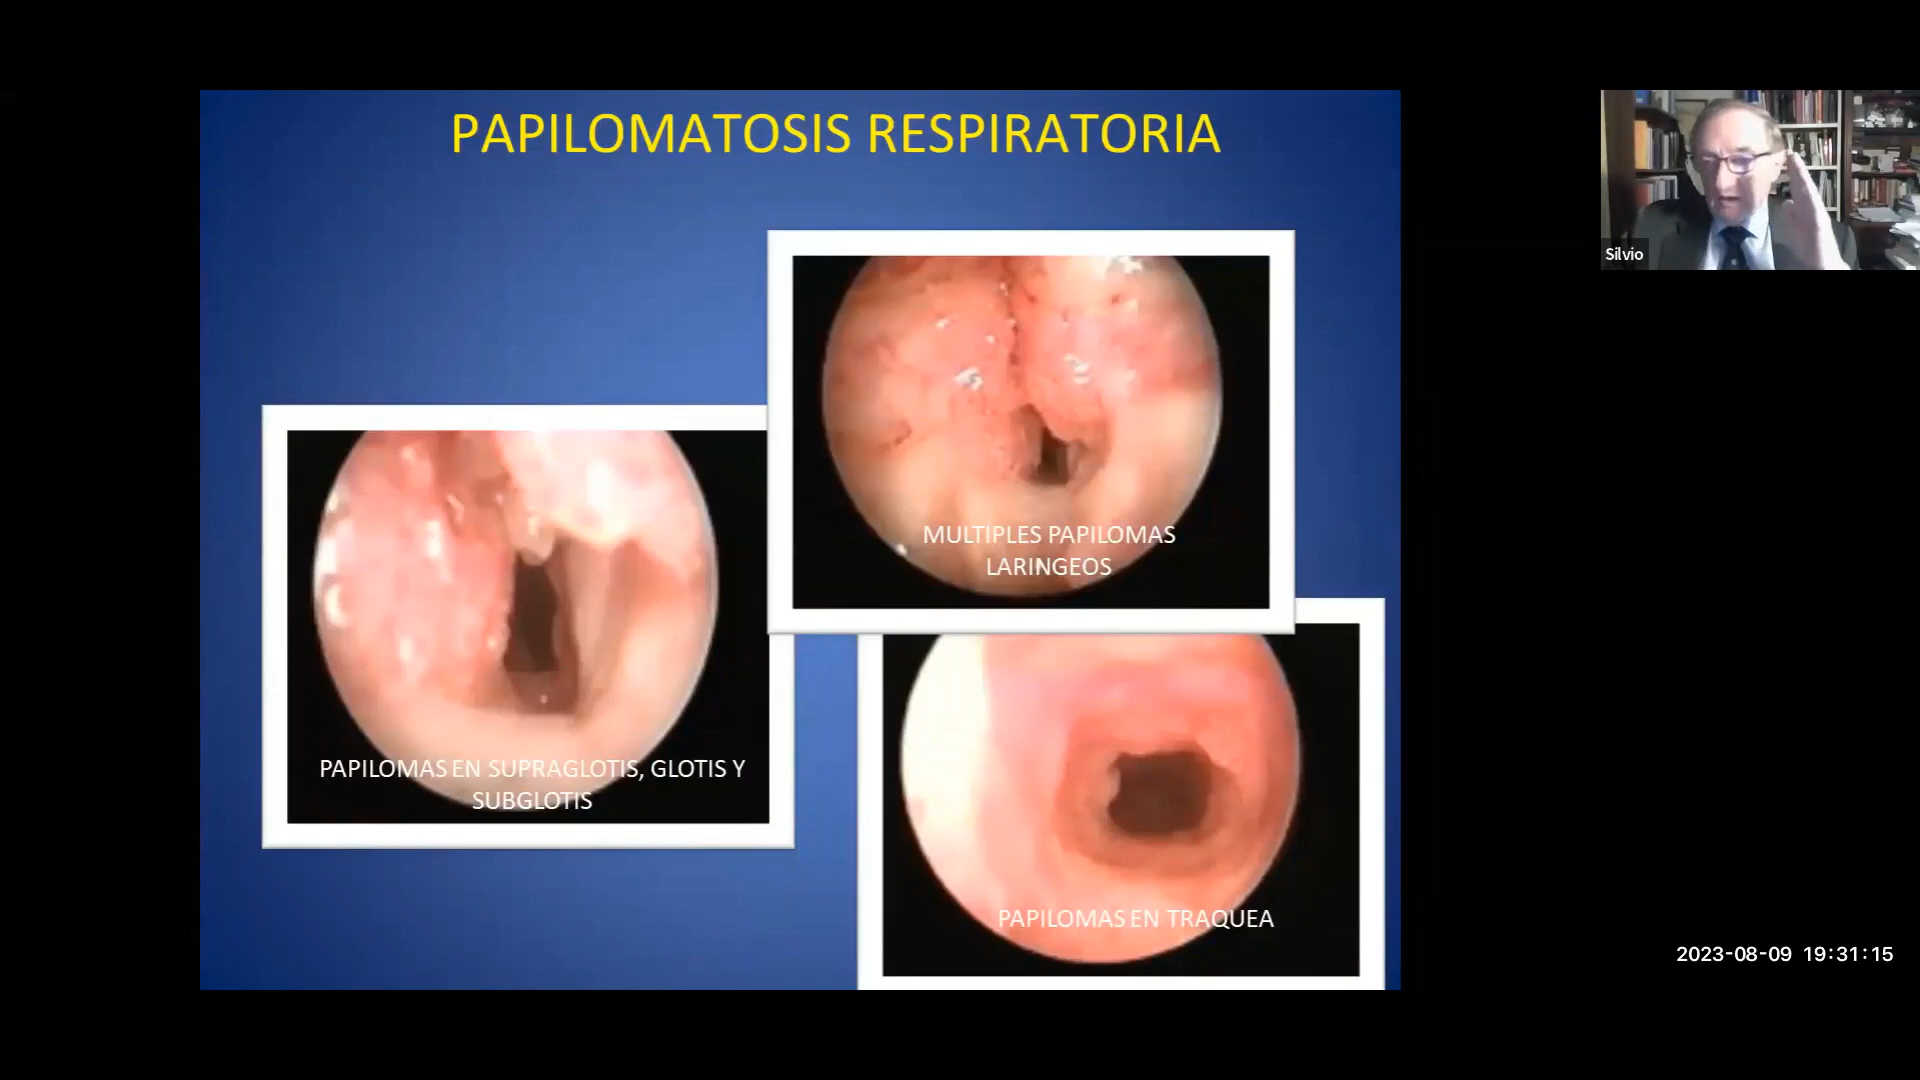 PAPILOMATOSIS RESPIRATORIA
Silvio
MULTIPLES PAPILOMAS
LARINGEOS
PAPILOMAS EN SUPRAGLOTIS, GLOTIS Y
SUBGLOTIS
PAPILOMAS EN TRAQUEA
2023-08-09 19:31:15